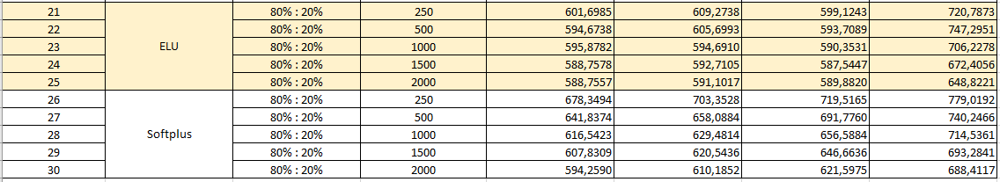 21 80% : 20% 250 601,6985 609,2738 599,1243 720,7873
22 80% : 20% 500 594,6738 605,6993 593,7089 747,2951
23 ELU 80% : 20% 1000 595,8782 594,6910 590,3531 706,2278
24 80% : 20% 1500 588,7578 592,7105 587,5447 672,4056
25 80% : 20% 2000 588,7557 591,1017 589,8820 648,8221
26 80% : 20% 250 678,3494 703,3528 719,5165 779,0192
27 80% : 20% 500 641,8374 658,0884 691,7760 740,2466
28 Softplus 80% : 20% 1000 616,5423 629,4814 656,5884 714,5361
29 80% : 20% 1500 607,8309 620,5436 646,6636 693,2841
30 80% : 20% 2000 594,2590 610,1852 621,5975 688,4117